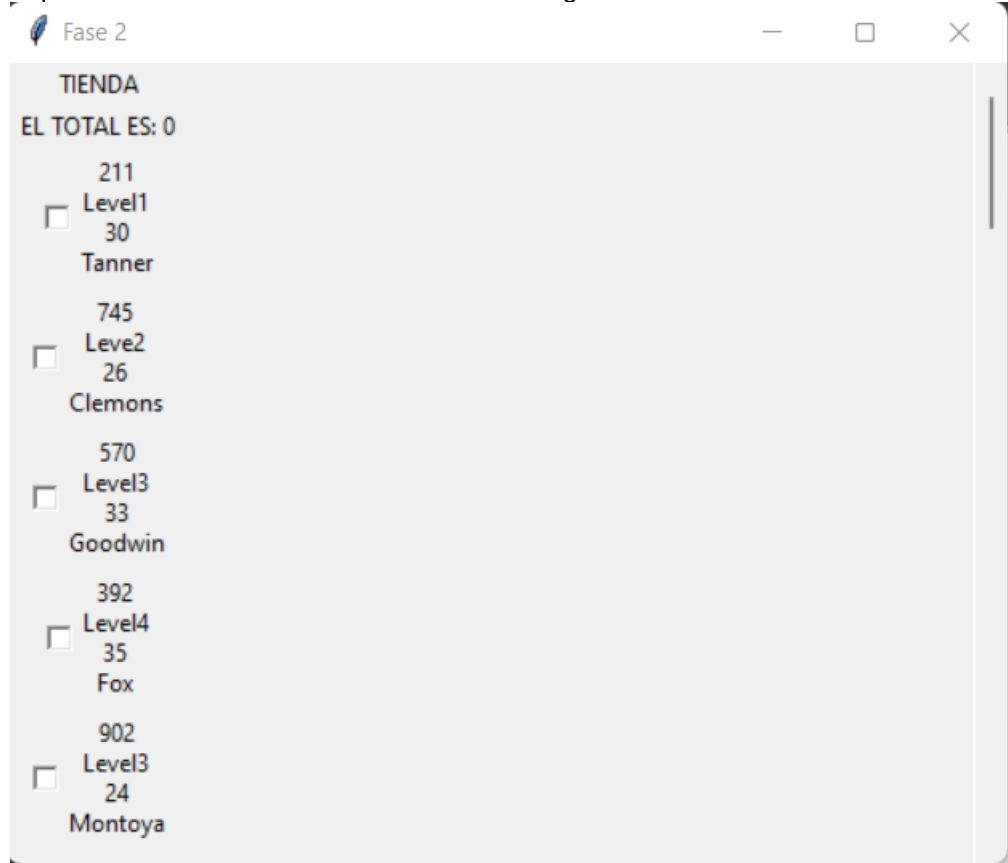 Fase 2
TIENDA
EL TOTAL ES: 0
211
Level1
30
Tanner
745
Leve2
26
Clemons
570
Level3
33
Goodwin
392
Level4
35
Fox
902
Level3
24
Montoya